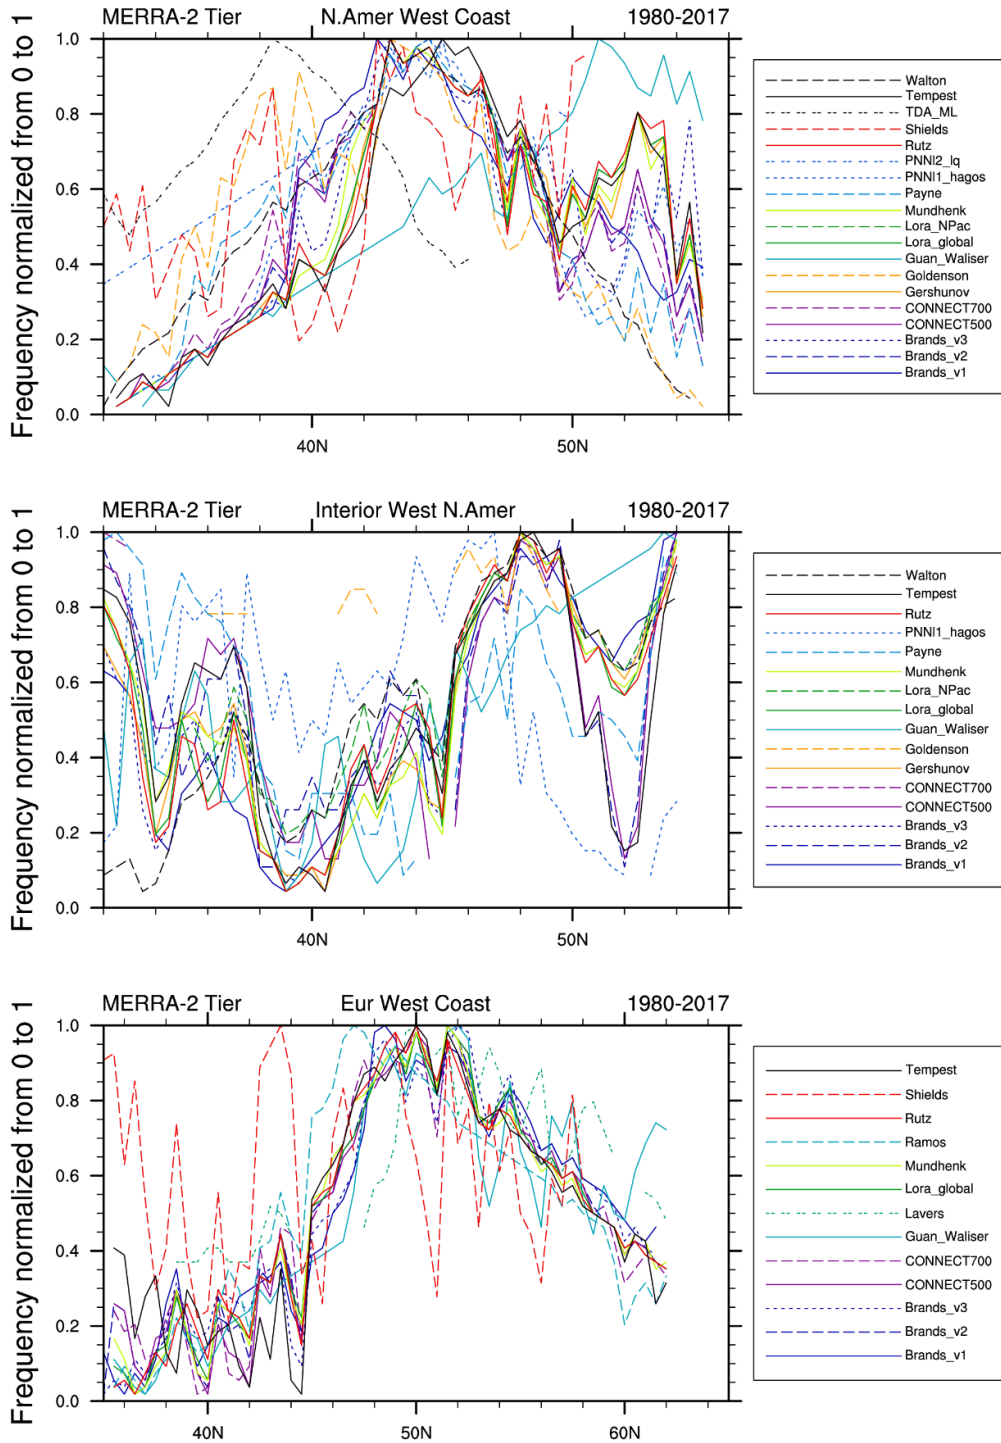 MERRA-2 Tier N.Amer West Coast 1980-2017
Frequency normalized from 0 to 1
1.0
0.8
0.6
0.4
0.2
0.0
40N 50N
Walton
Tempest
TDA_ML
Shields
Rutz
PNNl2_lq
PNNl1_hagos
Payne
Mundhenk
Lora_NPac
Lora_global
Guan_Waliser
Goldenson
Gershunov
CONNECT700
CONNECT500
Brands_v3
Brands_v2
Brands_v1
MERRA-2 Tier Interior West N.Amer 1980-2017
Frequency normalized from 0 to 1
1.0
0.8
0.6
0.4
0.2
0.0
40N 50N
Walton
Tempest
Rutz
PNNl1_hagos
Payne
Mundhenk
Lora_NPac
Lora_global
Guan_Waliser
Goldenson
Gershunov
CONNECT700
CONNECT500
Brands_v3
Brands_v2
Brands_v1
MERRA-2 Tier Eur West Coast 1980-2017
Frequency normalized from 0 to 1
1.0
0.8
0.6
0.4
0.2
0.0
40N 50N 60N
Tempest
Shields
Rutz
Ramos
Mundhenk
Lora_global
Lavers
Guan_Waliser
CONNECT700
CONNECT500
Brands_v3
Brands_v2
Brands_v1